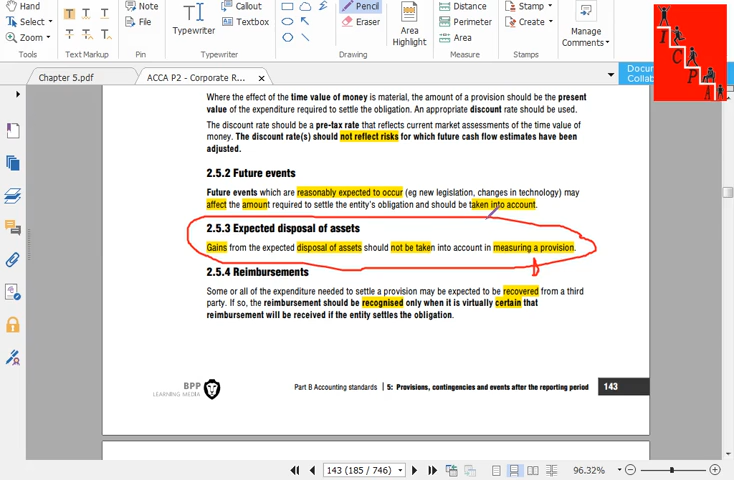 Hand
Select
Zoom
Tools
T T T
T T T
Text Markup
Note
File
Pin
Typewriter
Callout
Textbox
Typewriter
Pencil
Eraser
Drawing
Area
Highlight
Distance
Perimeter
Area
Measure
Stamp
Create
Stamps
Manage
Comments
Comments
I
C
P
A
Chapter 5.pdf
ACCA P2 - Corporate R...
Docum
Collab
Where the effect of the time value of money is material, the amount of a provision should be the present
value of the expenditure required to settle the obligation. An appropriate discount rate should be used.
The discount rate should be a pre-tax rate that reflects current market assessments of the time value of
money. The discount rate(s) should not reflect risks for which future cash flow estimates have been
adjusted.
2.5.2 Future events
Future events which are reasonably expected to occur (eg new legislation, changes in technology) may
affect the amount required to settle the entity's obligation and should be taken into account.
2.5.3 Expected disposal of assets
Gains from the expected disposal of assets should not be taken into account in measuring a provision.
2.5.4 Reimbursements
Some or all of the expenditure needed to settle a provision may be expected to be recovered from a third
party. If so, the reimbursement should be recognised only when it is virtually certain that
reimbursement will be received if the entity settles the obligation.
BPP
LEARNING MEDIA
Part B Accounting standards | 5: Provisions, contingencies and events after the reporting period 143
143 (185 / 746)
96.32%